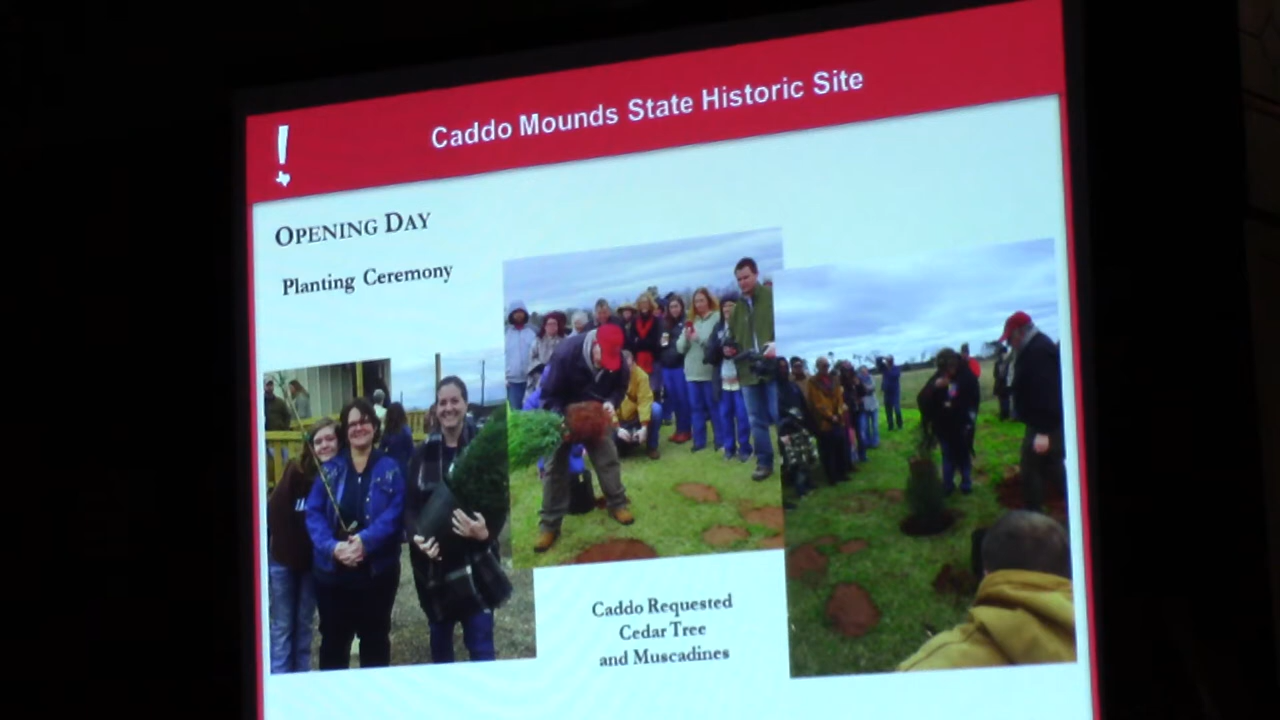 Caddo Mounds State Historic Site
OPENING DAY
Planting Ceremony
Caddo Requested
Cedar Tree
and Muscadines